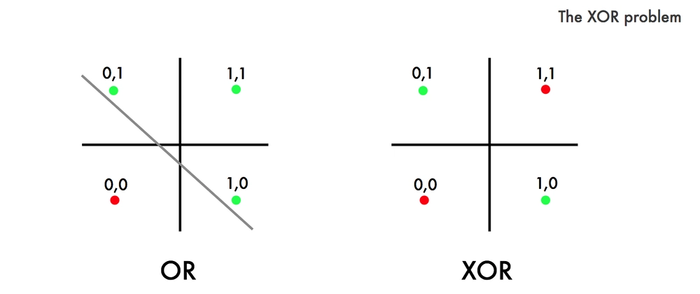 The XOR problem
0,1
1,1
0,0
1,0
OR
0,1
1,1
0,0
1,0
XOR